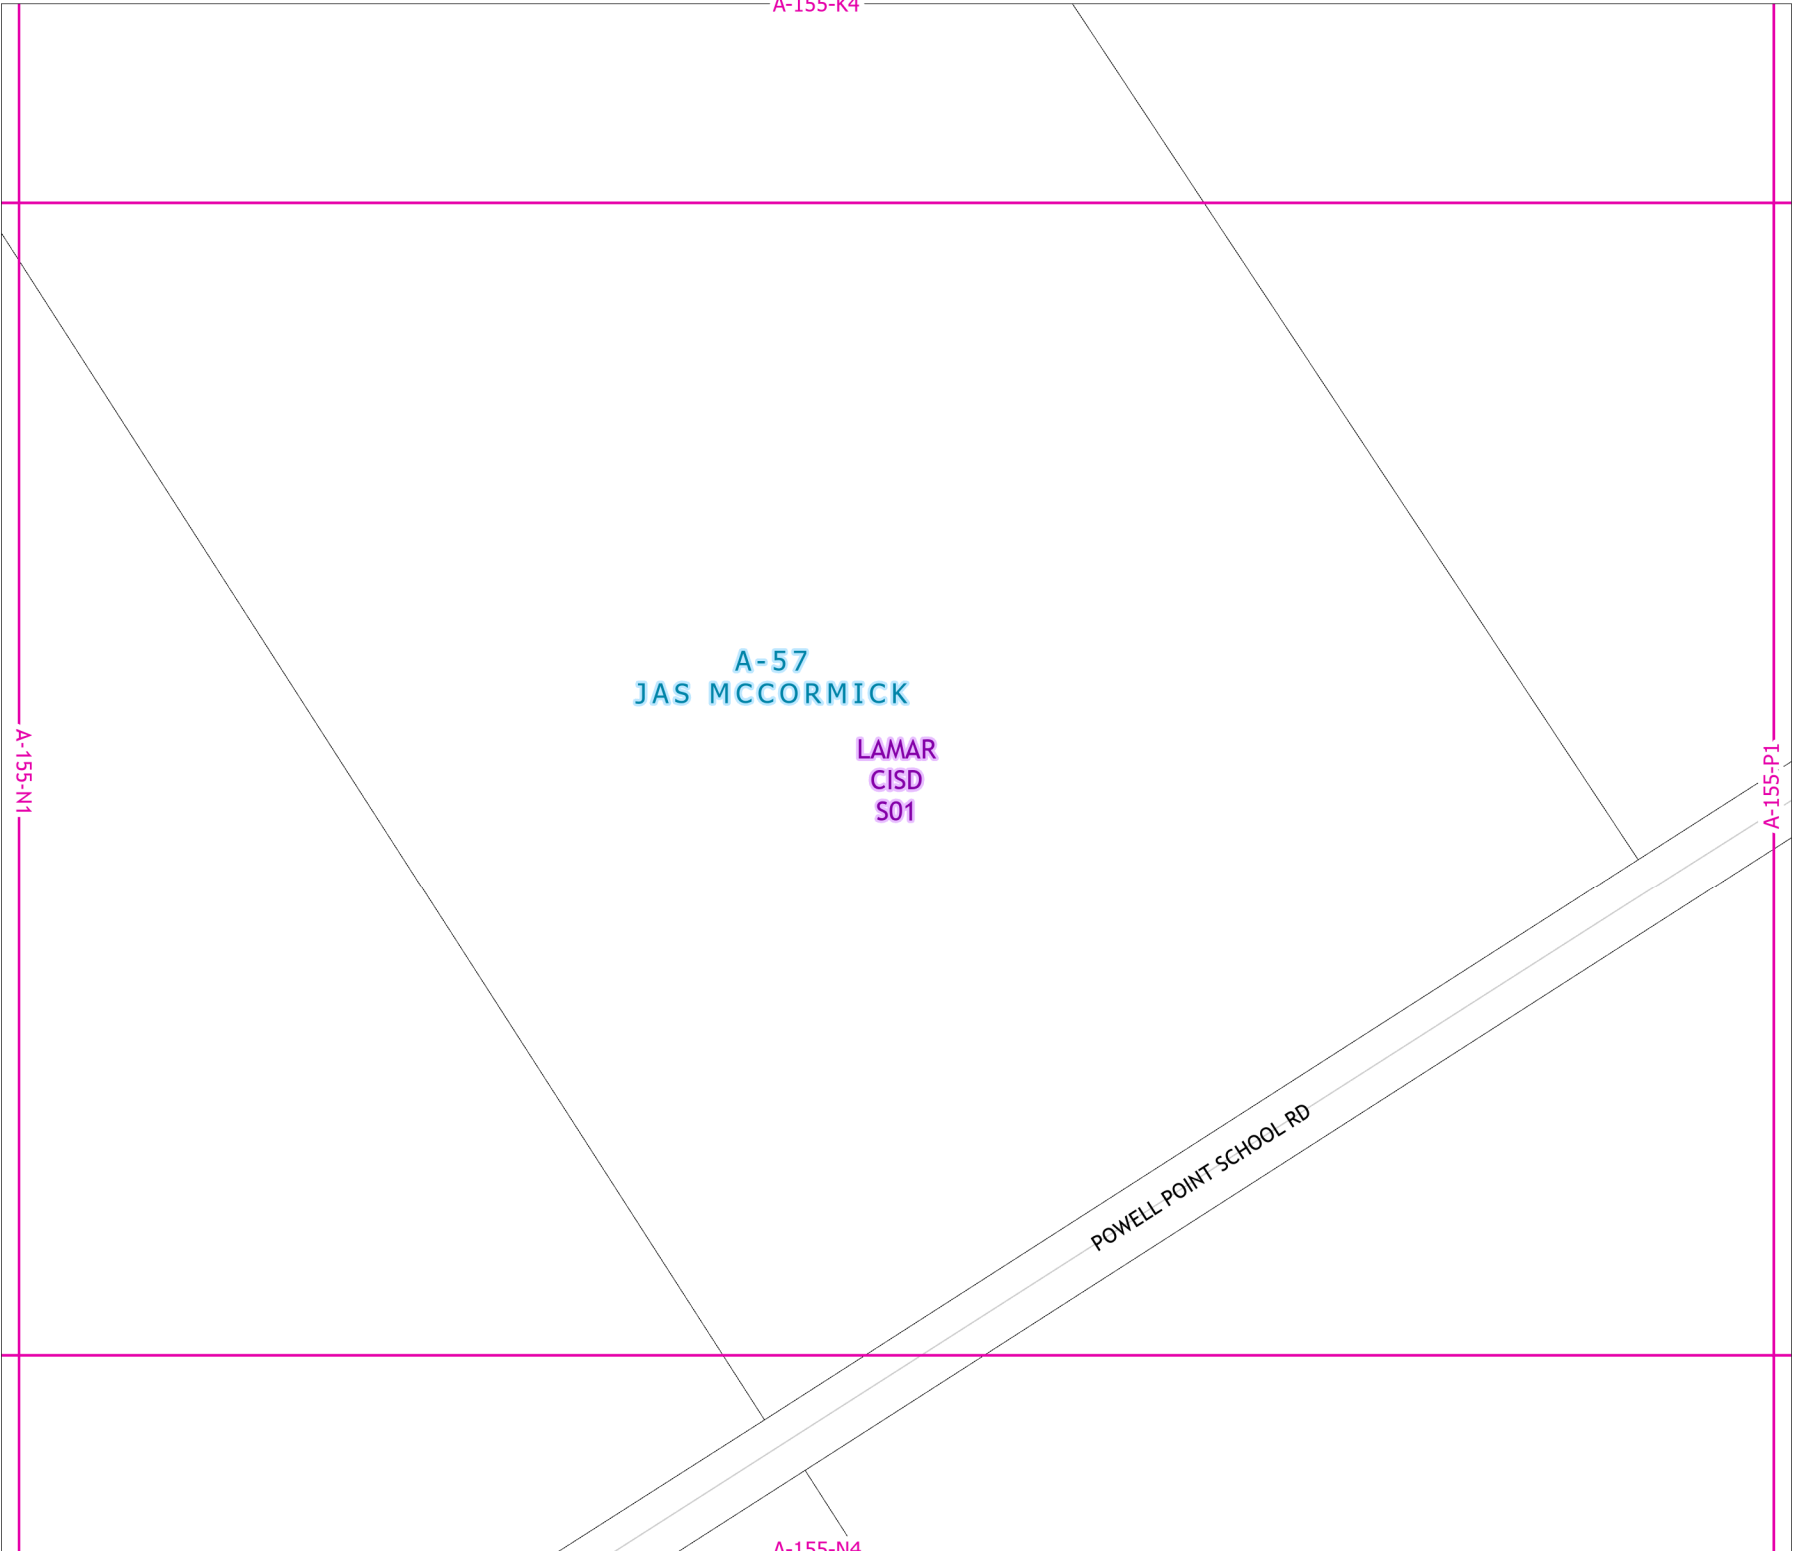 A-155-K4
A-57
JAS MCCORMICK
LAMAR
CISD
S01
A-155-N1
A-155-P1
POWELL POINT SCHOOL RD
A-155-N4